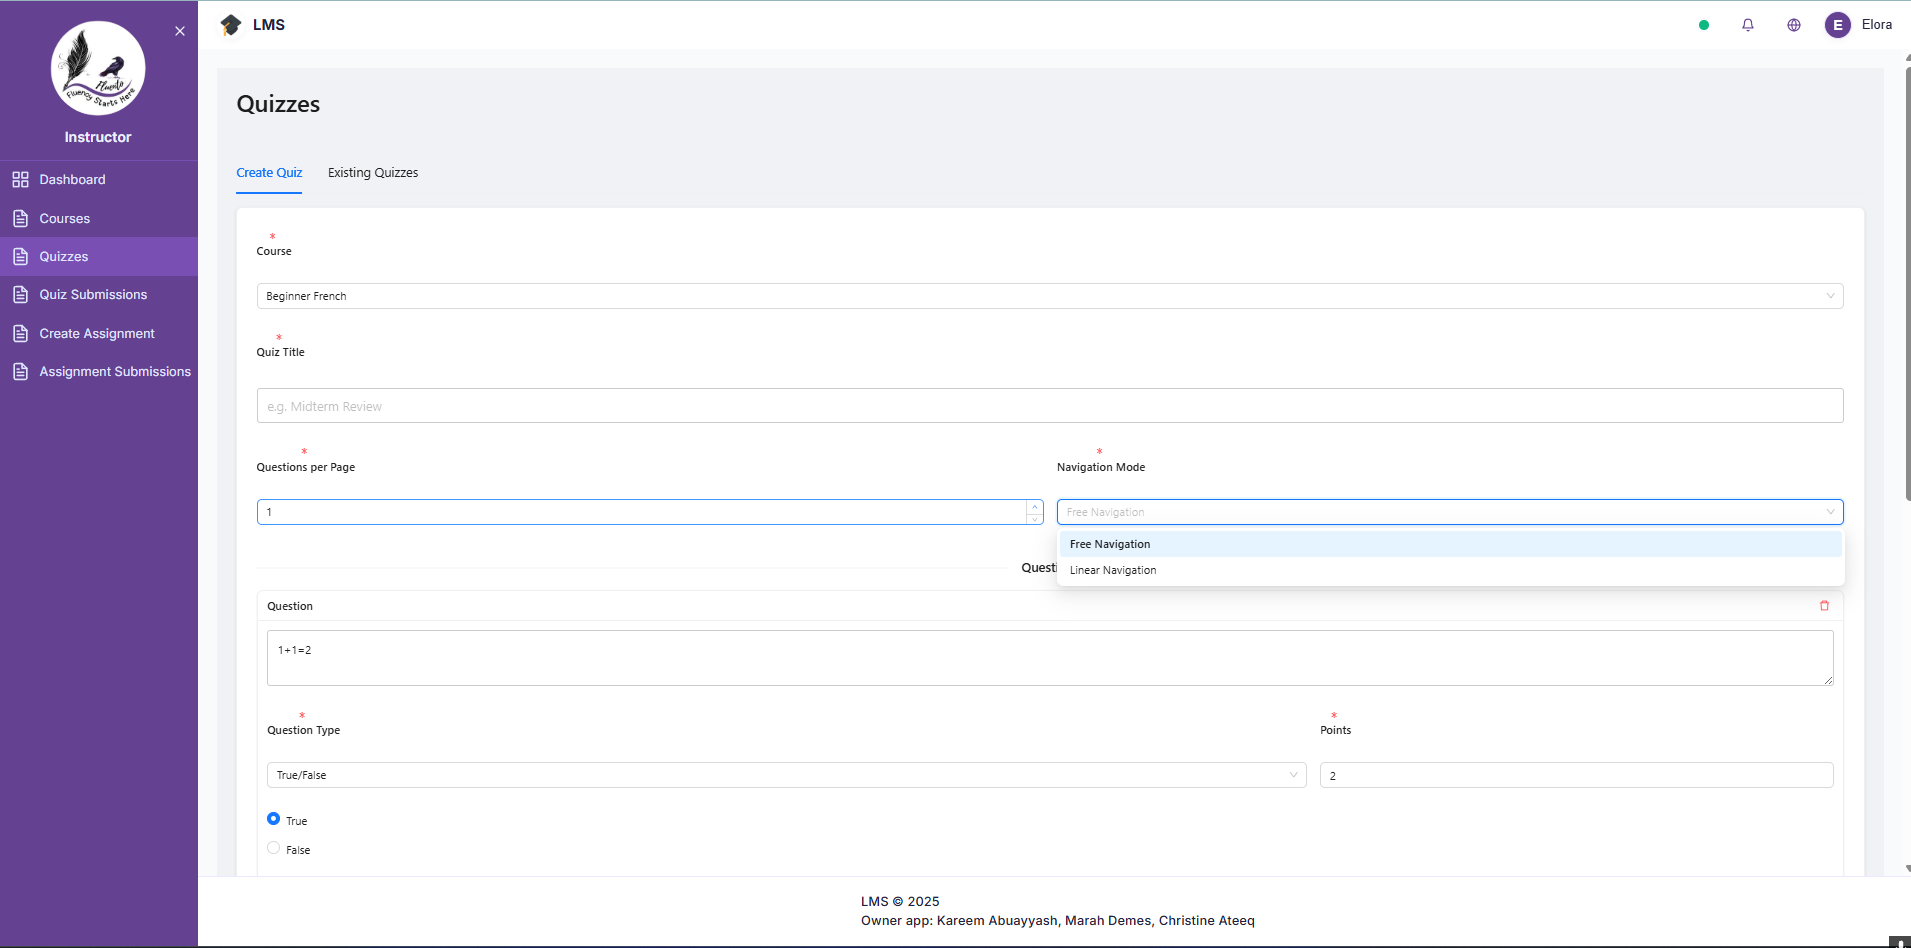 LMS
E
Elora
Fluento
Fluency Starts Here
Instructor
Dashboard
Courses
Quizzes
Quiz Submissions
Create Assignment
Assignment Submissions
Quizzes
Create Quiz
Existing Quizzes
*
Course
Beginner French
*
Quiz Title
e.g. Midterm Review
*
Questions per Page
*
Navigation Mode
1
Free Navigation
Free Navigation
Linear Navigation
Questi
Question
1+1=2
*
Question Type
*
Points
True/False
2
True
False
LMS © 2025
Owner app: Kareem Abuayyash, Marah Demes, Christine Ateeq